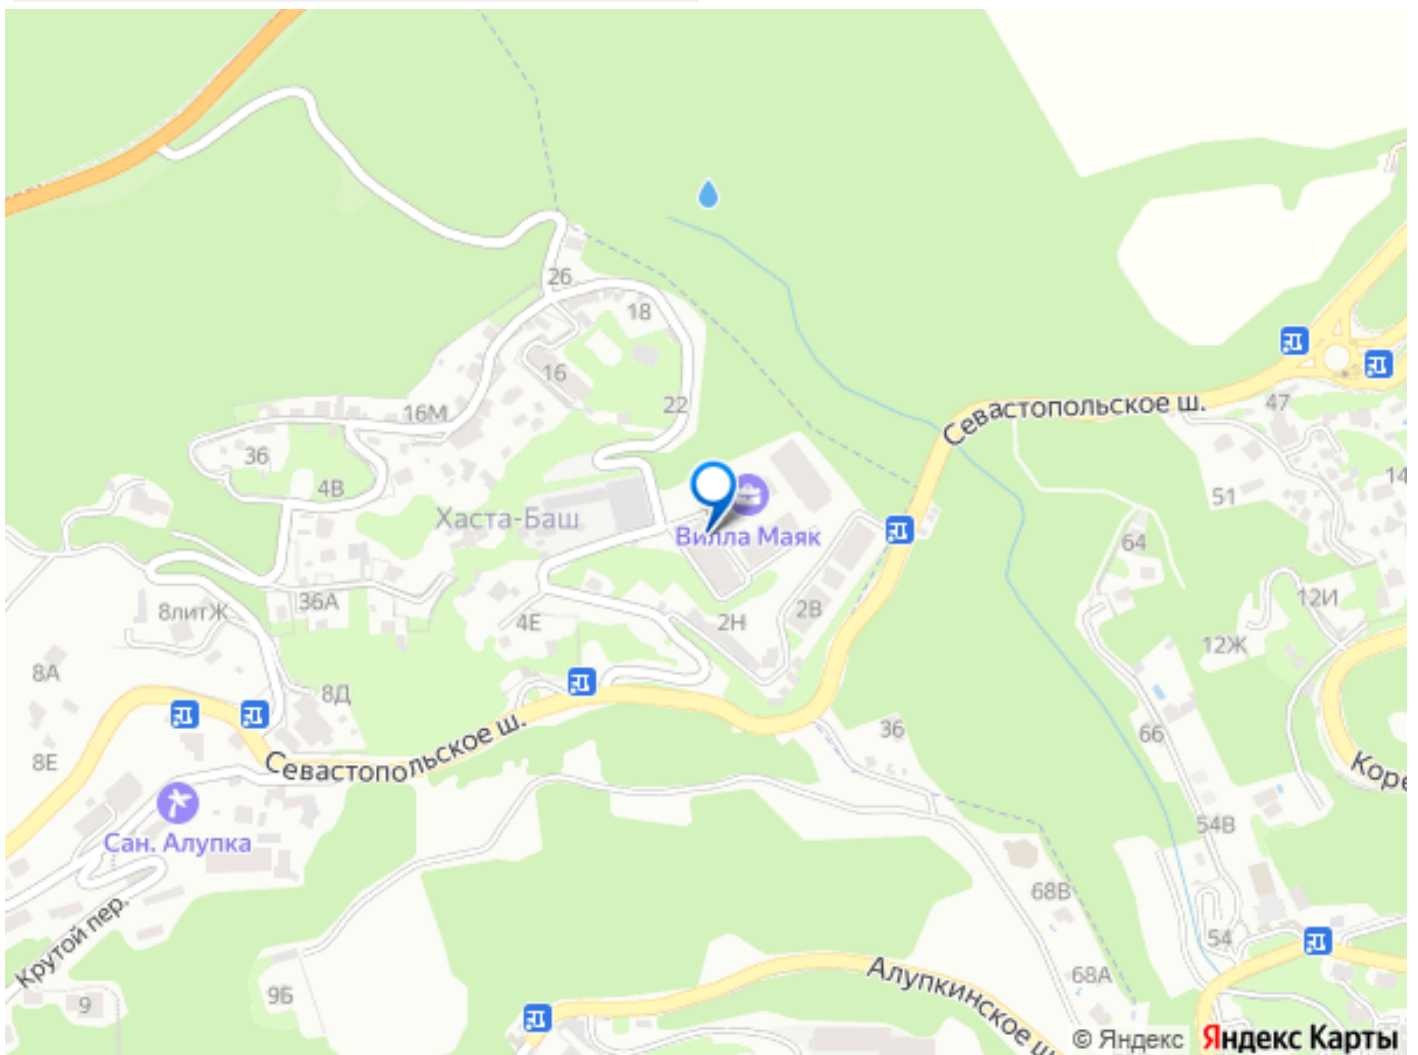 26
18
16
22
16М
Севастопольское ш.
47
36
4В
Хаста-Баш
Вилла Маяк
51
14
64
36А
8литЖ
4Е
2Н
2В
12И
12Ж
8А
8Д
36
66
8Е
Севастопольское ш.
Коре
Сан. Алупка
54В
68В
Крутой пер.
54
9Б
9
68А
Алупкинское ш.
© Яндекс Яндекс Карты